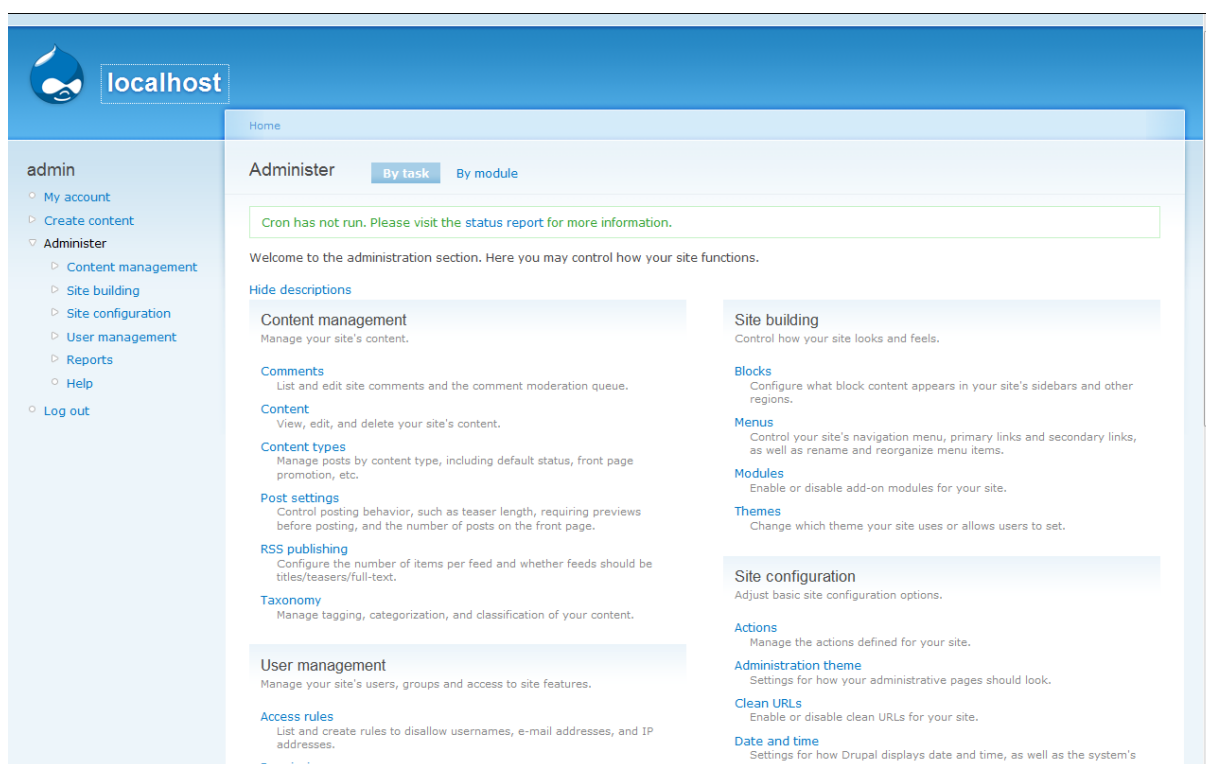 localhost
Home
admin
My account
Create content
Administer
Content management
Site building
Site configuration
User management
Reports
Help
Log out
Administer
By task
By module
Cron has not run. Please visit the status report for more information.
Welcome to the administration section. Here you may control how your site functions.
Hide descriptions
Content management
Manage your site's content.
Comments
List and edit site comments and the comment moderation queue.
Content
View, edit, and delete your site's content.
Content types
Manage posts by content type, including default status, front page
promotion, etc.
Post settings
Control posting behavior, such as teaser length, requiring previews
before posting, and the number of posts on the front page.
RSS publishing
Configure the number of items per feed and whether feeds should be
titles/teasers/full-text.
Taxonomy
Manage tagging, categorization, and classification of your content.
User management
Manage your site's users, groups and access to site features.
Access rules
List and create rules to disallow usernames, e-mail addresses, and IP
addresses.
Site building
Control how your site looks and feels.
Blocks
Configure what block content appears in your site's sidebars and other
regions.
Menus
Control your site's navigation menu, primary links and secondary links,
as well as rename and reorganize menu items.
Modules
Enable or disable add-on modules for your site.
Themes
Change which theme your site uses or allows users to set.
Site configuration
Adjust basic site configuration options.
Actions
Manage the actions defined for your site.
Administration theme
Settings for how your administrative pages should look.
Clean URLs
Enable or disable clean URLs for your site.
Date and time
Settings for how Drupal displays date and time, as well as the system's